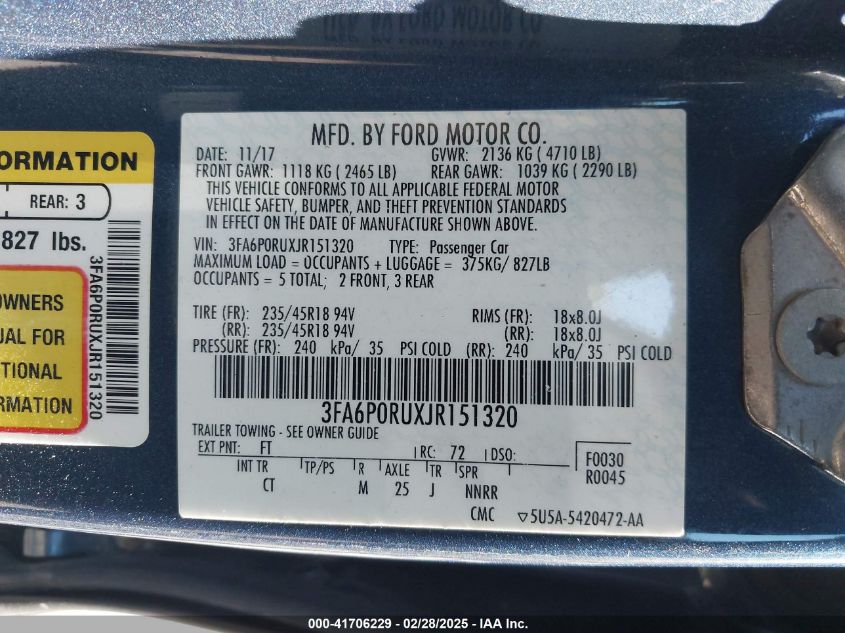 MFD. BY FORD MOTOR CO.
DATE: 11/17 GVWR: 2136 KG ( 4710 LB)
FRONT GAWR: 1118 KG ( 2465 LB) REAR GAWR: 1039 KG ( 2290 LB)
THIS VEHICLE CONFORMS TO ALL APPLICABLE FEDERAL MOTOR
VEHICLE SAFETY, BUMPER, AND THEFT PREVENTION STANDARDS
IN EFFECT ON THE DATE OF MANUFACTURE SHOWN ABOVE.
VIN: 3FA6P0RUXJR151320 TYPE: Passenger Car
MAXIMUM LOAD = OCCUPANTS + LUGGAGE = 375KG/ 827LB
OCCUPANTS = 5 TOTAL; 2 FRONT, 3 REAR
TIRE (FR): 235/45R18 94V RIMS (FR): 18x8.0J
(RR): 235/45R18 94V (RR): 18x8.0J
PRESSURE (FR): 240 kPa/ 35 PSI COLD (RR): 240 kPa/ 35 PSI COLD
3FA6P0RUXJR151320
TRAILER TOWING - SEE OWNER GUIDE
EXT PNT: FT RC: 72 DSO:
INT TR TP/PS R AXLE TR SPR
CT M 25 J NNRR
F0030
R0045
CMC ▽5U5A-5420472-AA
ORMATION
REAR: 3
827 lbs.
OWNERS
UAL FOR
TIONAL
RMATION
3FA6P0RUXJR151320
BY FORD MOTOR CO
000-41706229 - 02/28/2025 - IAA Inc.